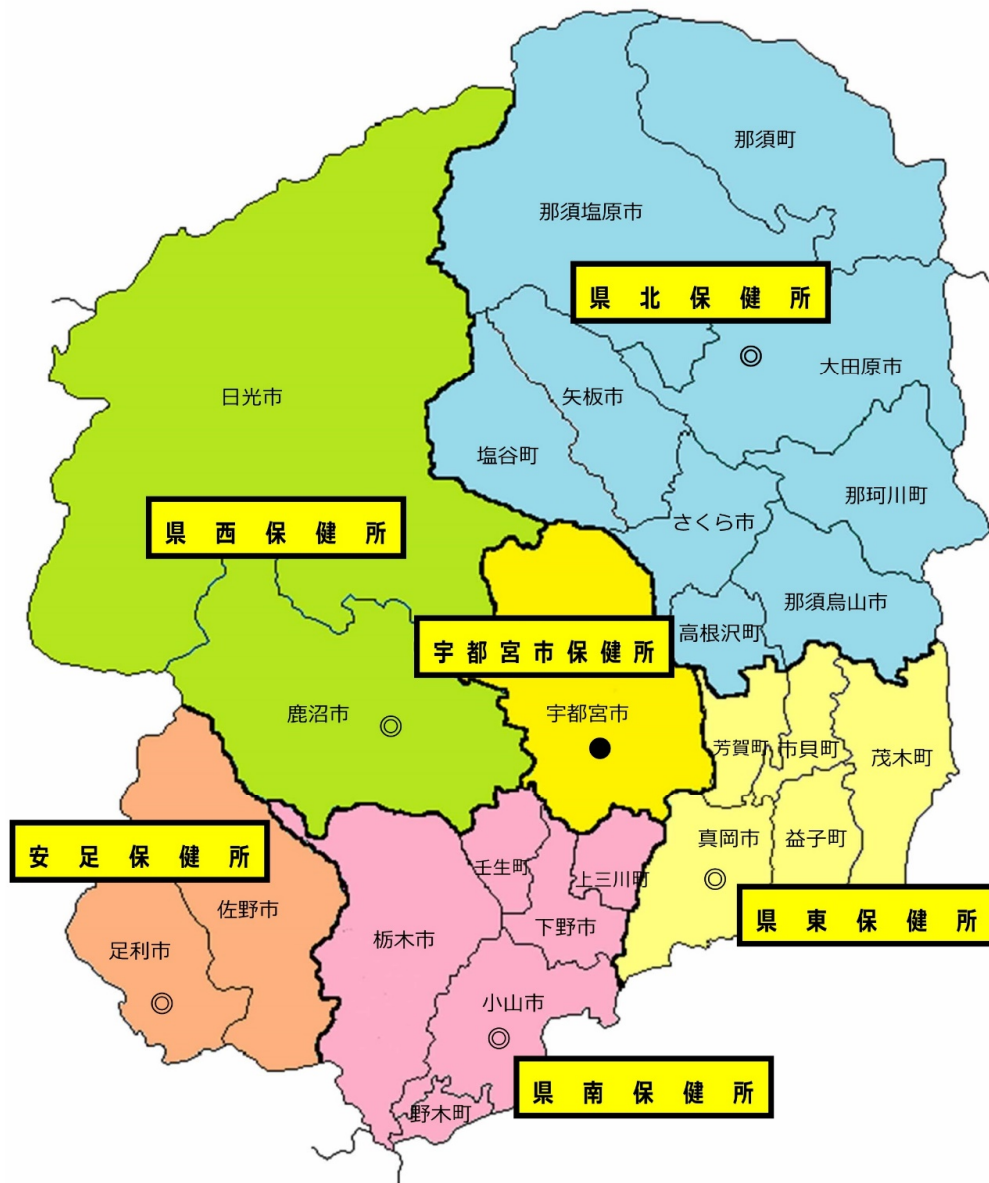 那須町
那須塩原市
県北保健所
大田原市
日光市
矢板市
塩谷町
那珂川町
さくら市
県西保健所
那須烏山市
高根沢町
宇都宮市保健所
鹿沼市
宇都宮市
芳賀町
市貝町
茂木町
安足保健所
壬生町
上三川町
真岡市
益子町
佐野市
栃木市
下野市
県東保健所
足利市
小山市
県南保健所
野木町